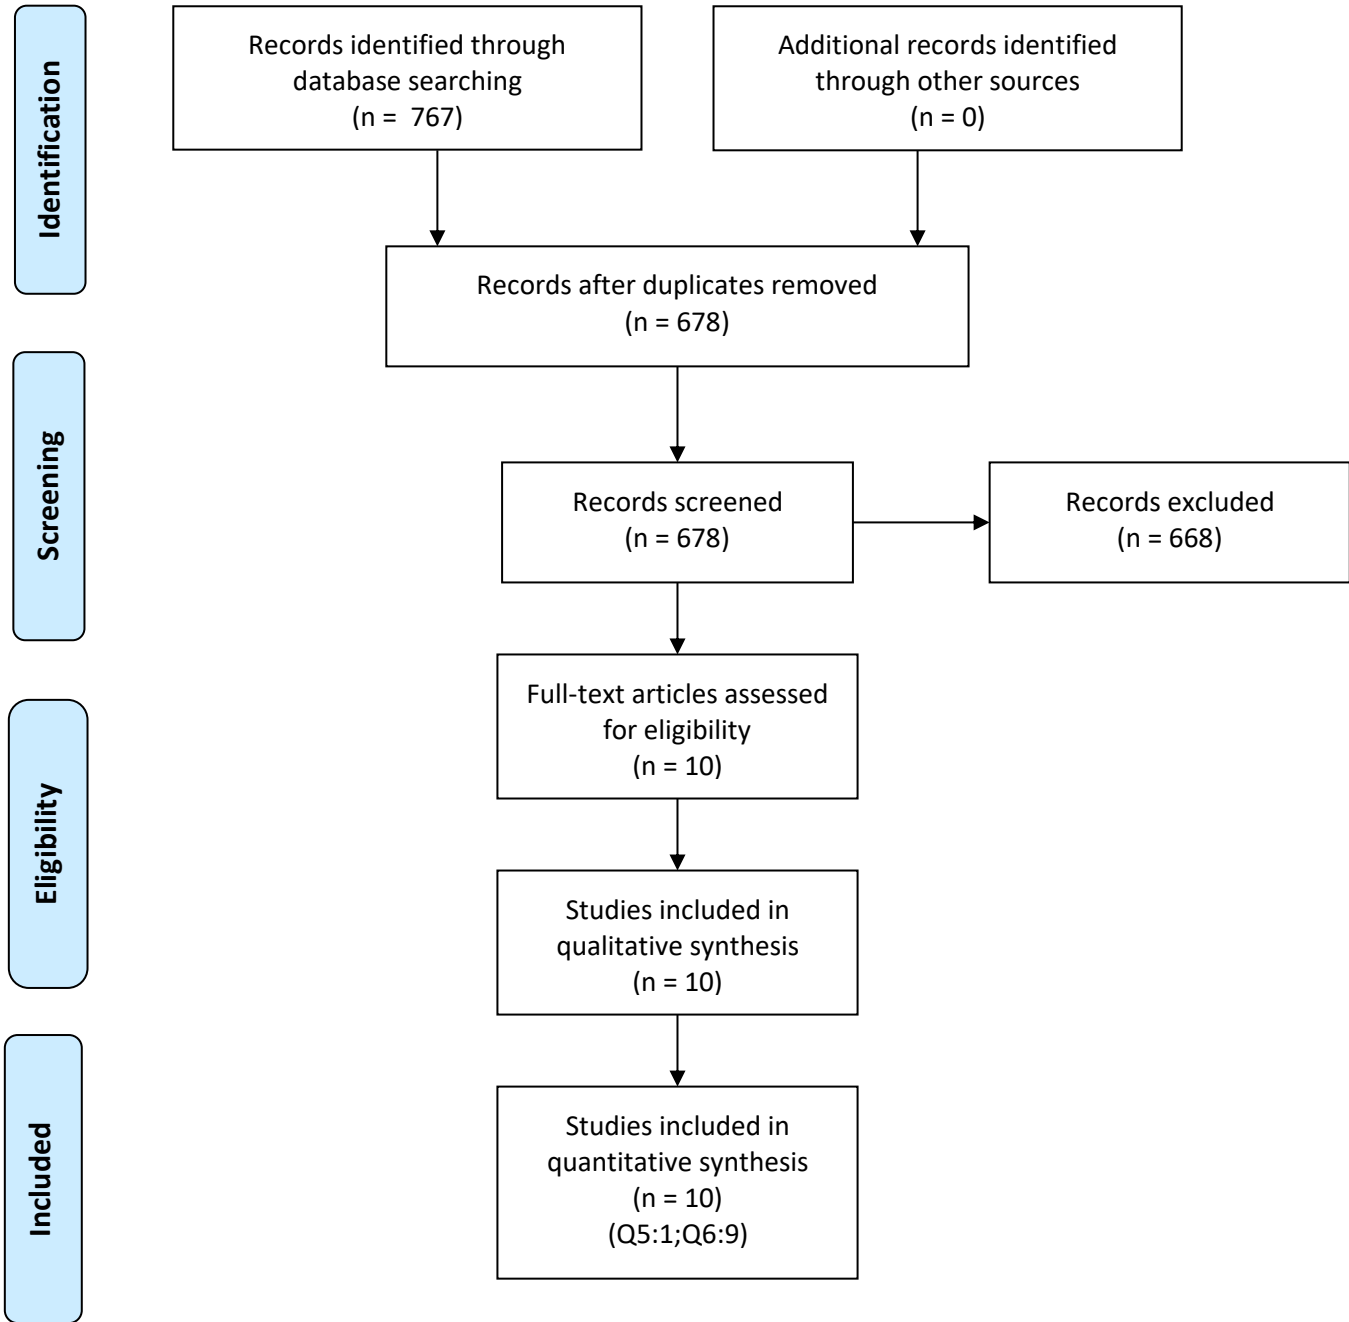 Identification
Records identified through
database searching
(n =  767)
Additional records identified
through other sources
(n = 0)
Records after duplicates removed
(n = 678)
Screening
Records screened
(n = 678)
Records excluded
(n = 668)
Eligibility
Full-text articles assessed
for eligibility
(n = 10)
Studies included in
qualitative synthesis
(n = 10)
Included
Studies included in
quantitative synthesis
(n = 10)
(Q5:1;Q6:9)